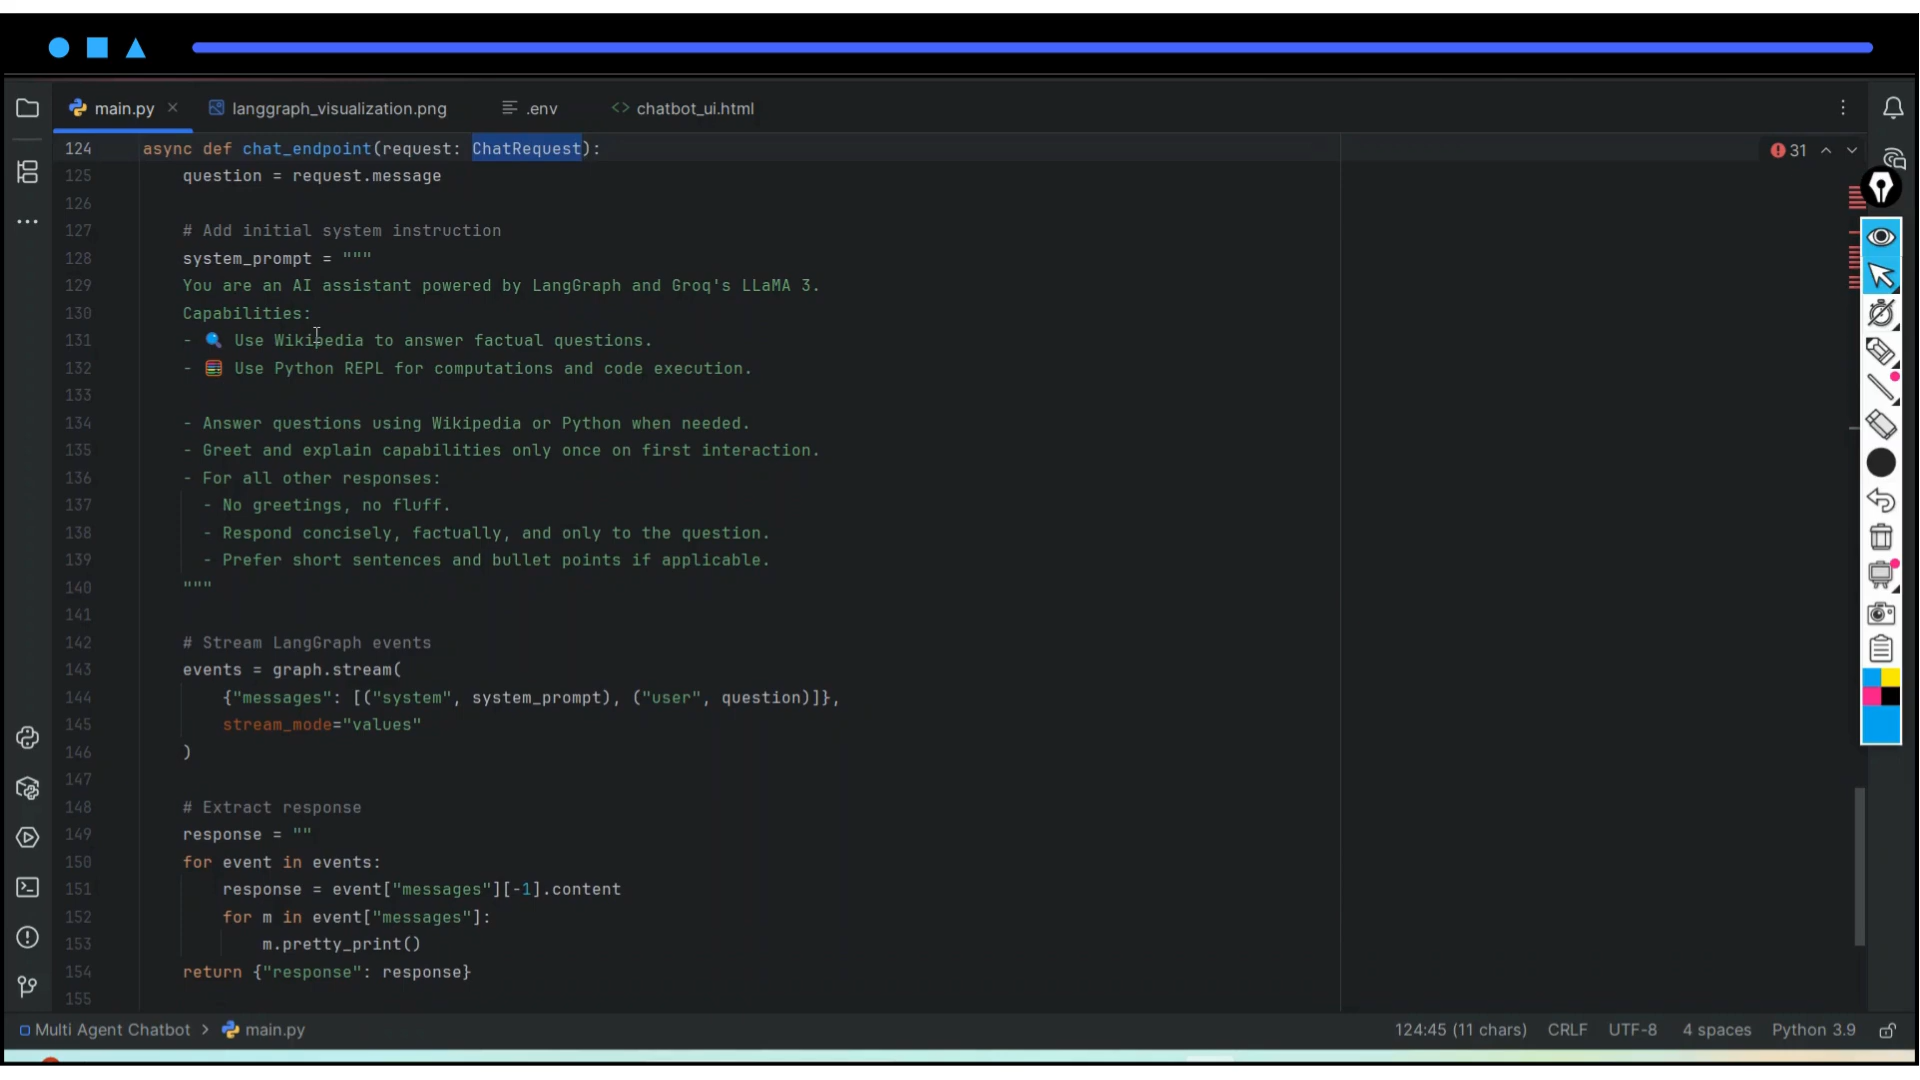 main.py
langgraph_visualization.png
.env
<> chatbot_ui.html
31
124 async def chat_endpoint(request: ChatRequest):
125 question = request.message
126
127 # Add initial system instruction
128 system_prompt = """
129 You are an AI assistant powered by LangGraph and Groq's LLaMA 3.
130 Capabilities:
131 - 🔍 Use Wikipedia to answer factual questions.
132 - 🧮 Use Python REPL for computations and code execution.
133
134 - Answer questions using Wikipedia or Python when needed.
135 - Greet and explain capabilities only once on first interaction.
136 - For all other responses:
137 - No greetings, no fluff.
138 - Respond concisely, factually, and only to the question.
139 - Prefer short sentences and bullet points if applicable.
140 """
141
142 # Stream LangGraph events
143 events = graph.stream(
144 {"messages": [("system", system_prompt), ("user", question)]},
145 stream_mode="values"
146 )
147
148 # Extract response
149 response = ""
150 for event in events:
151 response = event["messages"][-1].content
152 for m in event["messages"]:
153 m.pretty_print()
154 return {"response": response}
155
Multi Agent Chatbot > main.py
124:45 (11 chars) CRLF UTF-8 4 spaces Python 3.9